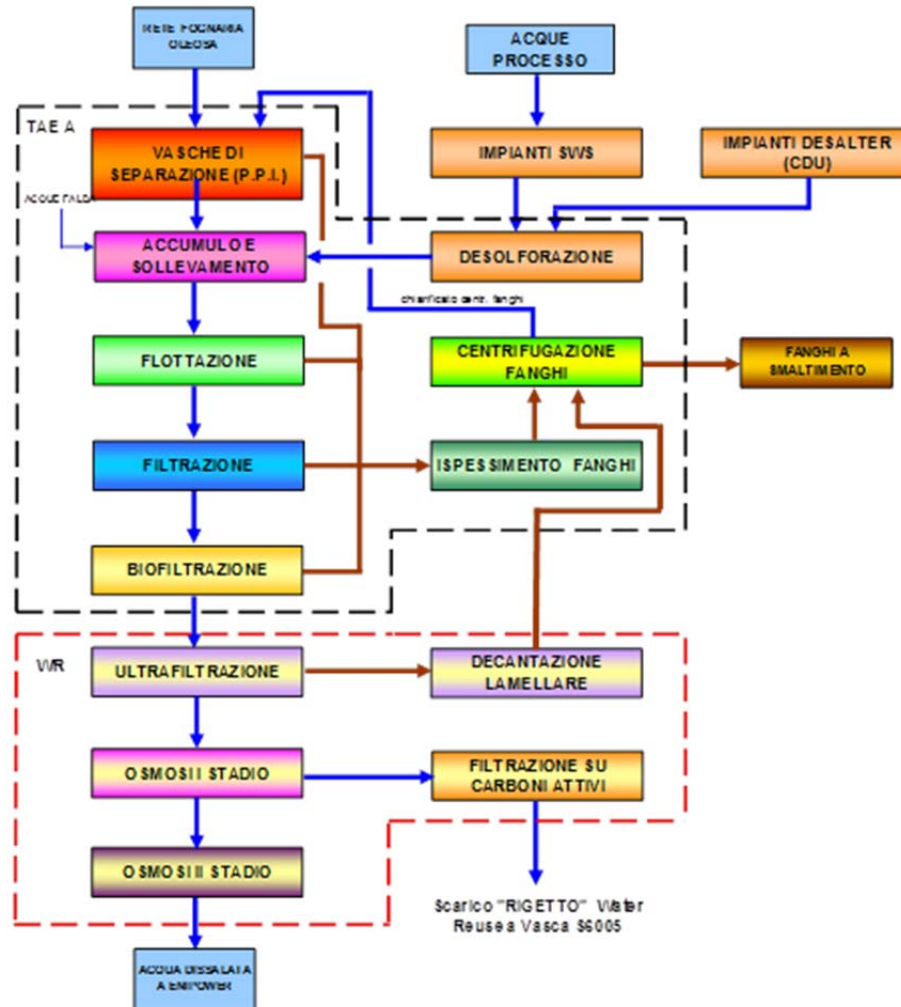 RETE FOGNARIA
OLEOSA
ACQUE
PROCESSO
TAE A
VASCHE DI
SEPARAZIONE (P.P.I.)
IMPIANTI SWS
IMPIANTI DESALTER
(CDU)
ACQUE FALDA
ACCUMULO E
SOLLEVAMENTO
DESOLFORAZIONE
chiarificato centr. fanghi
FLOTTAZIONE
CENTRIFUGAZIONE
FANGHI
FANGHI A
SMALTIMENTO
FILTRAZIONE
ISPESSIMENTO FANGHI
BIOFILTRAZIONE
WR
ULTRAFILTRAZIONE
DECANTAZIONE
LAMELLARE
OSMOSI I STADIO
FILTRAZIONE SU
CARBONI ATTIVI
OSMOSI II STADIO
Scarico "RIGETTO" Water
Reuse a Vasca S6005
ACQUA DISSALATA
A ENIPOWER